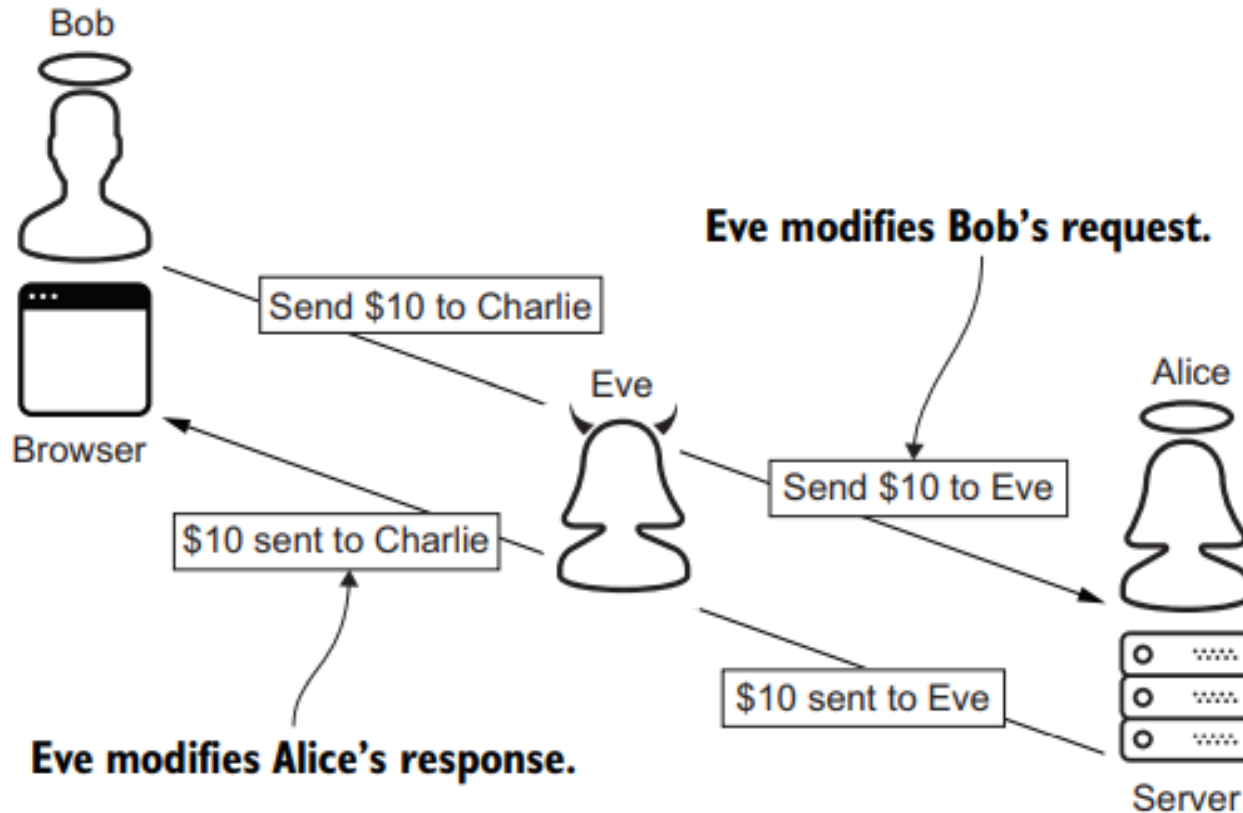 Bob
Eve modifies Bob's request.
Send $10 to Charlie
Eve
Alice
Browser
Send $10 to Eve
$10 sent to Charlie
$10 sent to Eve
Eve modifies Alice's response.
Server